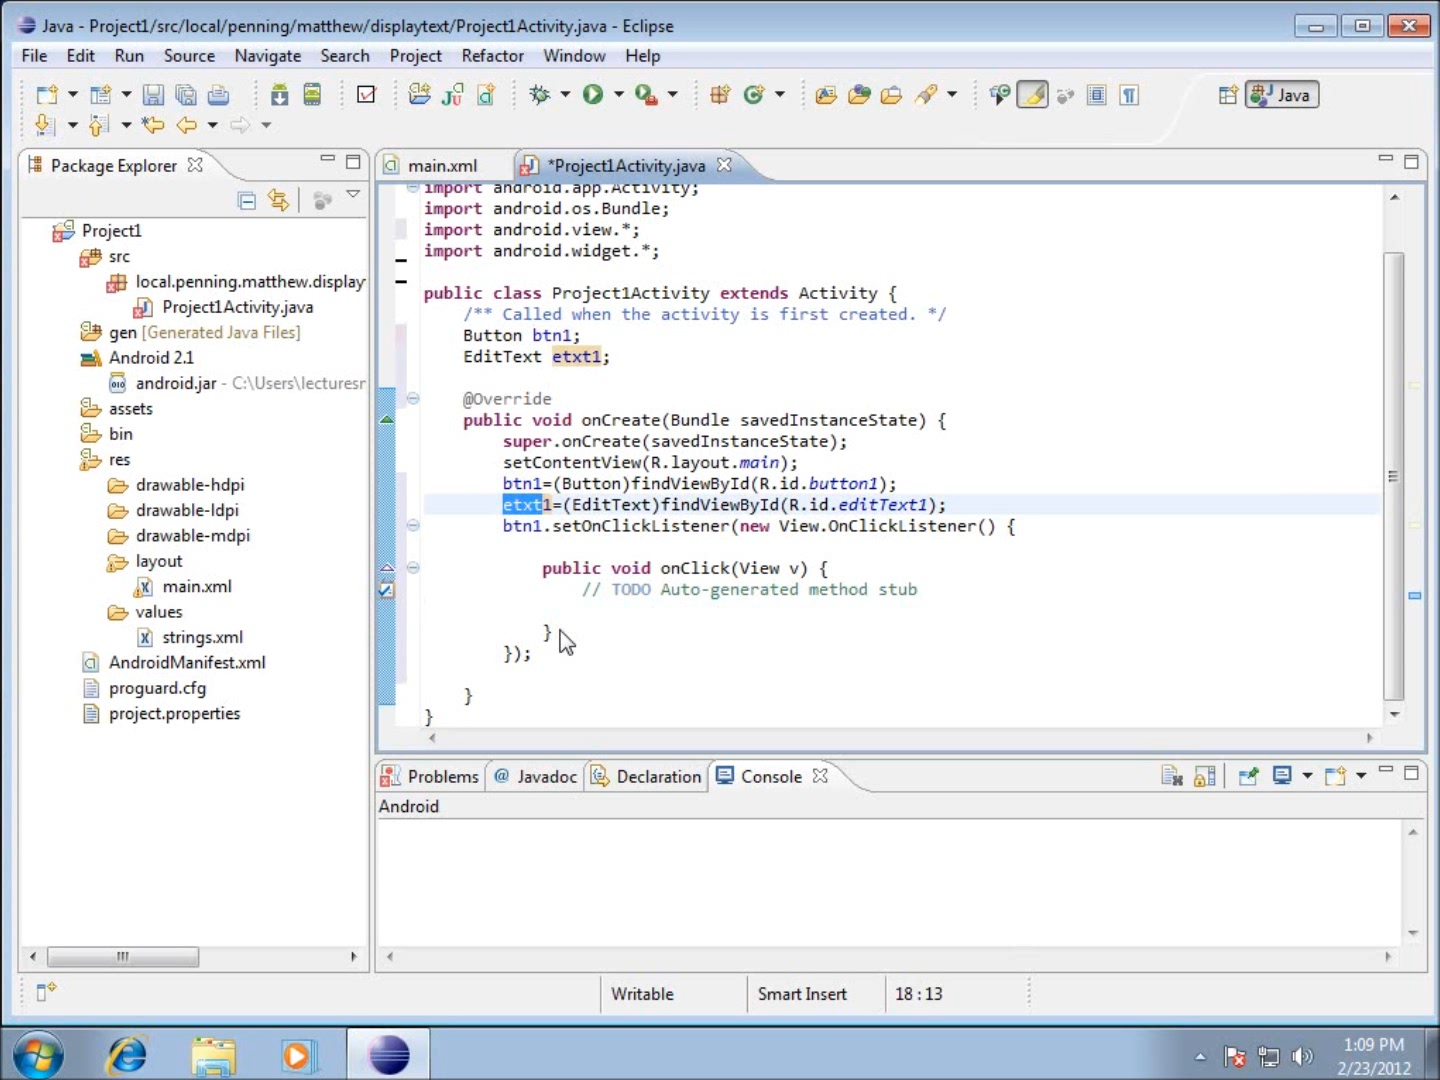 Java - Project1/src/local/penning/matthew/displaytext/Project1Activity.java - Eclipse
File Edit Run Source Navigate Search Project Refactor Window Help
Java
Package Explorer
main.xml
*Project1Activity.java
Project1
src
local.penning.matthew.display
Project1Activity.java
gen [Generated Java Files]
Android 2.1
android.jar - C:\Users\lecturesr
assets
bin
res
drawable-hdpi
drawable-ldpi
drawable-mdpi
layout
main.xml
values
strings.xml
AndroidManifest.xml
proguard.cfg
project.properties
import android.app.Activity;
import android.os.Bundle;
import android.view.*;
import android.widget.*;
public class Project1Activity extends Activity {
/** Called when the activity is first created. */
Button btn1;
EditText etxt1;
@Override
public void onCreate(Bundle savedInstanceState) {
super.onCreate(savedInstanceState);
setContentView(R.layout.main);
btn1=(Button)findViewById(R.id.button1);
etxt1=(EditText)findViewById(R.id.editText1);
btn1.setOnClickListener(new View.OnClickListener() {
public void onClick(View v) {
// TODO Auto-generated method stub
}
});
}
}
Problems @ Javadoc Declaration Console
Android
Writable
Smart Insert
18 : 13
1:09 PM
2/23/2012